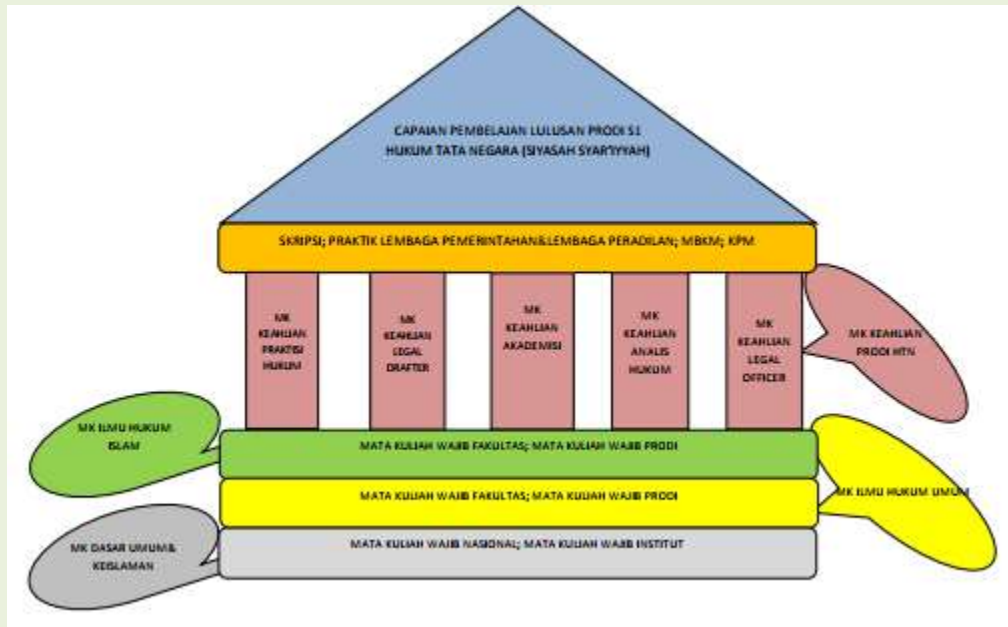 CAPAIAN PEMBELAJAN LULUSAN PRODI S1
HUKUM TATA NEGARA (SIYASAH SYAR'IYYAH)
SKRIPSI; PRAKTIK LEMBAGA PEMERINTAHAN&LEMBAGA PERADILAN; MBKM; KPM
MK
KEAHLIAN
PRAKTISI
HUKUM
MK
KEAHLIAN
LEGAL
DRAFTER
MK
KEAHLIAN
AKADEMISI
MK
KEAHLIAN
ANALIS
HUKUM
MK
KEAHLIAN
LEGAL
OFFICER
MK KEAHLIAN
PRODI HTN
MK ILMU HUKUM
ISLAM
MATA KULIAH WAJIB FAKULTAS; MATA KULIAH WAJIB PRODI
MATA KULIAH WAJIB FAKULTAS; MATA KULIAH WAJIB PRODI
MK ILMU HUKUM UMUM
MK DASAR UMUM&
KEISLAMAN
MATA KULIAH WAJIB NASIONAL; MATA KULIAH WAJIB INSTITUT